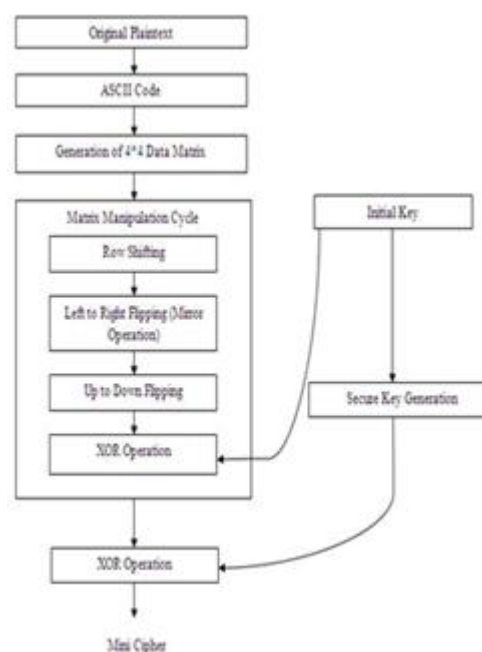 Original Plaintext
ASCII Code
Generation of 4*4 Data Matrix
Matrix Manipulation Cycle
Initial Key
Row Shifting
Left to Right Flipping (Mirror
Operation)
Up to Down Flipping
Secure Key Generation
XOR Operation
XOR Operation
Mini Cipher